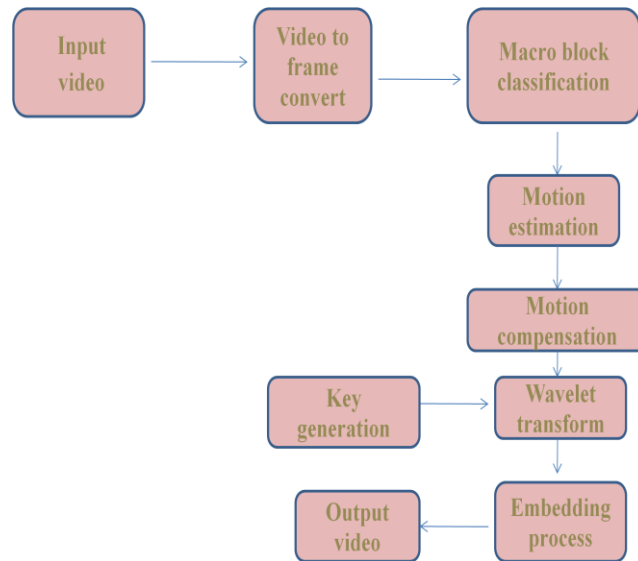 Input
video
Video to
frame
convert
Macro block
classification
Motion
estimation
Motion
compensation
Key
generation
Wavelet
transform
Output
video
Embedding
process